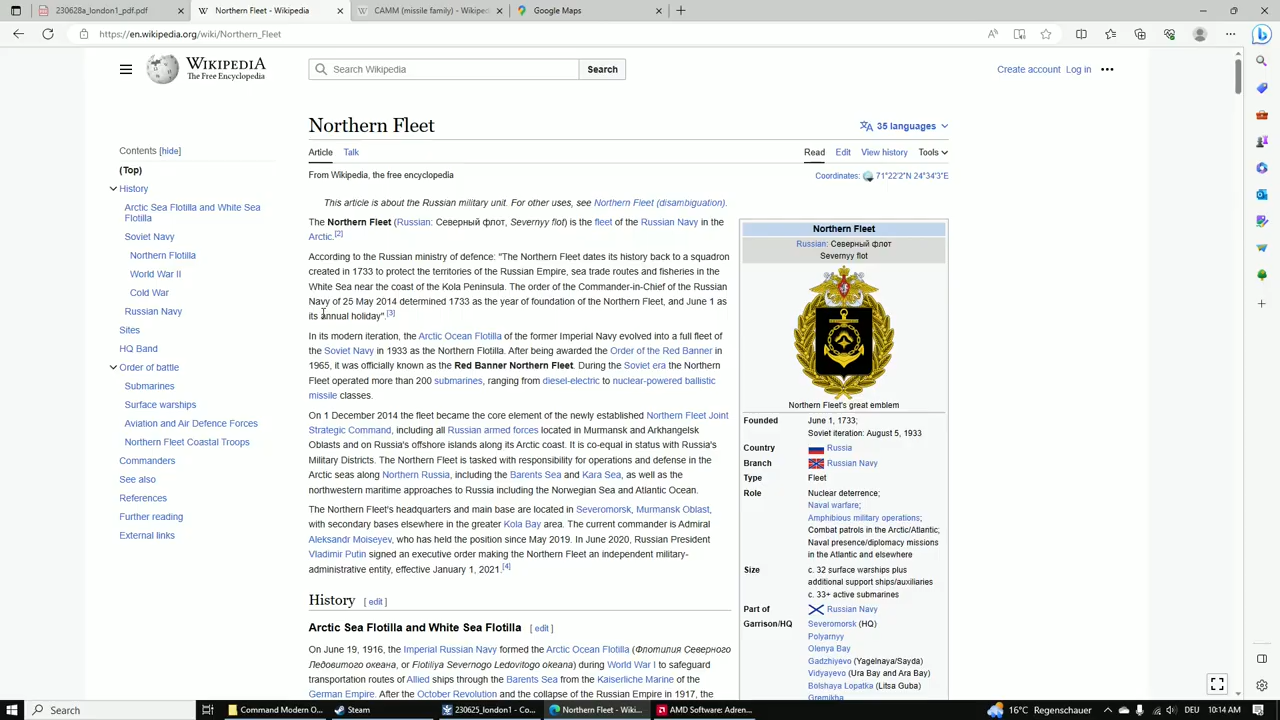 230628a_london1_pdf.pdf
Northern Fleet - Wikipedia
CAMM (missile family) - Wikiped
Google Maps
https://en.wikipedia.org/wiki/Northern_Fleet
WIKIPEDIA
The Free Encyclopedia
Search Wikipedia
Search
Create account Log in
Northern Fleet
35 languages
Article Talk
Read Edit View history Tools
From Wikipedia, the free encyclopedia
Coordinates: 71°22′2″N 24°34′3″E
Contents [hide]
(Top)
History
Arctic Sea Flotilla and White Sea
Flotilla
Soviet Navy
Northern Flotilla
World War II
Cold War
Russian Navy
Sites
HQ Band
Order of battle
Submarines
Surface warships
Aviation and Air Defence Forces
Northern Fleet Coastal Troops
Commanders
See also
References
Further reading
External links
This article is about the Russian military unit. For other uses, see Northern Fleet (disambiguation).
The Northern Fleet (Russian: Северный флот, Severnyy flot) is the fleet of the Russian Navy in the
Arctic.[2]
According to the Russian ministry of defence: "The Northern Fleet dates its history back to a squadron
created in 1733 to protect the territories of the Russian Empire, sea trade routes and fisheries in the
White Sea near the coast of the Kola Peninsula. The order of the Commander-in-Chief of the Russian
Navy of 25 May 2014 determined 1733 as the year of foundation of the Northern Fleet, and June 1 as
its annual holiday".[3]
In its modern iteration, the Arctic Ocean Flotilla of the former Imperial Navy evolved into a full fleet of
the Soviet Navy in 1933 as the Northern Flotilla. After being awarded the Order of the Red Banner in
1965, it was officially known as the Red Banner Northern Fleet. During the Soviet era the Northern
Fleet operated more than 200 submarines, ranging from diesel-electric to nuclear-powered ballistic
missile classes.
On 1 December 2014 the fleet became the core element of the newly established Northern Fleet Joint
Strategic Command, including all Russian armed forces located in Murmansk and Arkhangelsk
Oblasts and on Russia's offshore islands along its Arctic coast. It is co-equal in status with Russia's
Military Districts. The Northern Fleet is tasked with responsibility for operations and defense in the
Arctic seas along Northern Russia, including the Barents Sea and Kara Sea, as well as the
northwestern maritime approaches to Russia including the Norwegian Sea and Atlantic Ocean.
The Northern Fleet's headquarters and main base are located in Severomorsk, Murmansk Oblast,
with secondary bases elsewhere in the greater Kola Bay area. The current commander is Admiral
Aleksandr Moiseyev, who has held the position since May 2019. In June 2020, Russian President
Vladimir Putin signed an executive order making the Northern Fleet an independent military-
administrative entity, effective January 1, 2021.[4]
History [ edit ]
Arctic Sea Flotilla and White Sea Flotilla [ edit ]
On June 19, 1916, the Imperial Russian Navy formed the Arctic Ocean Flotilla (Флотилия Северного
Ледовитого океана, or Flotiliya Severnogo Ledovitogo okeana) during World War I to safeguard
transportation routes of Allied ships through the Barents Sea from the Kaiserliche Marine of the
German Empire. After the October Revolution and the collapse of the Russian Empire in 1917, the
Northern Fleet
Russian: Северный флот
Severnyy flot
Northern Fleet's great emblem
Founded June 1, 1733;
Soviet iteration: August 5, 1933
Country Russia
Branch Russian Navy
Type Fleet
Role Nuclear deterrence;
Naval warfare;
Amphibious military operations;
Combat patrols in the Arctic/Atlantic;
Naval presence/diplomacy missions
in the Atlantic and elsewhere
Size c. 32 surface warships plus
additional support ships/auxiliaries
c. 33+ active submarines
Part of Russian Navy
Garrison/HQ Severomorsk (HQ)
Polyarnyy
Olenya Bay
Gadzhiyevo (Yagelnaya/Sayda)
Vidyayevo (Ura Bay and Ara Bay)
Bolshaya Lopatka (Litsa Guba)
Gremikha
Search
Command Modern O...
Steam
230625_london1 - Co...
Northern Fleet - Wiki...
AMD Software: Adren...
16°C Regenschauer
DEU 10:14 AM